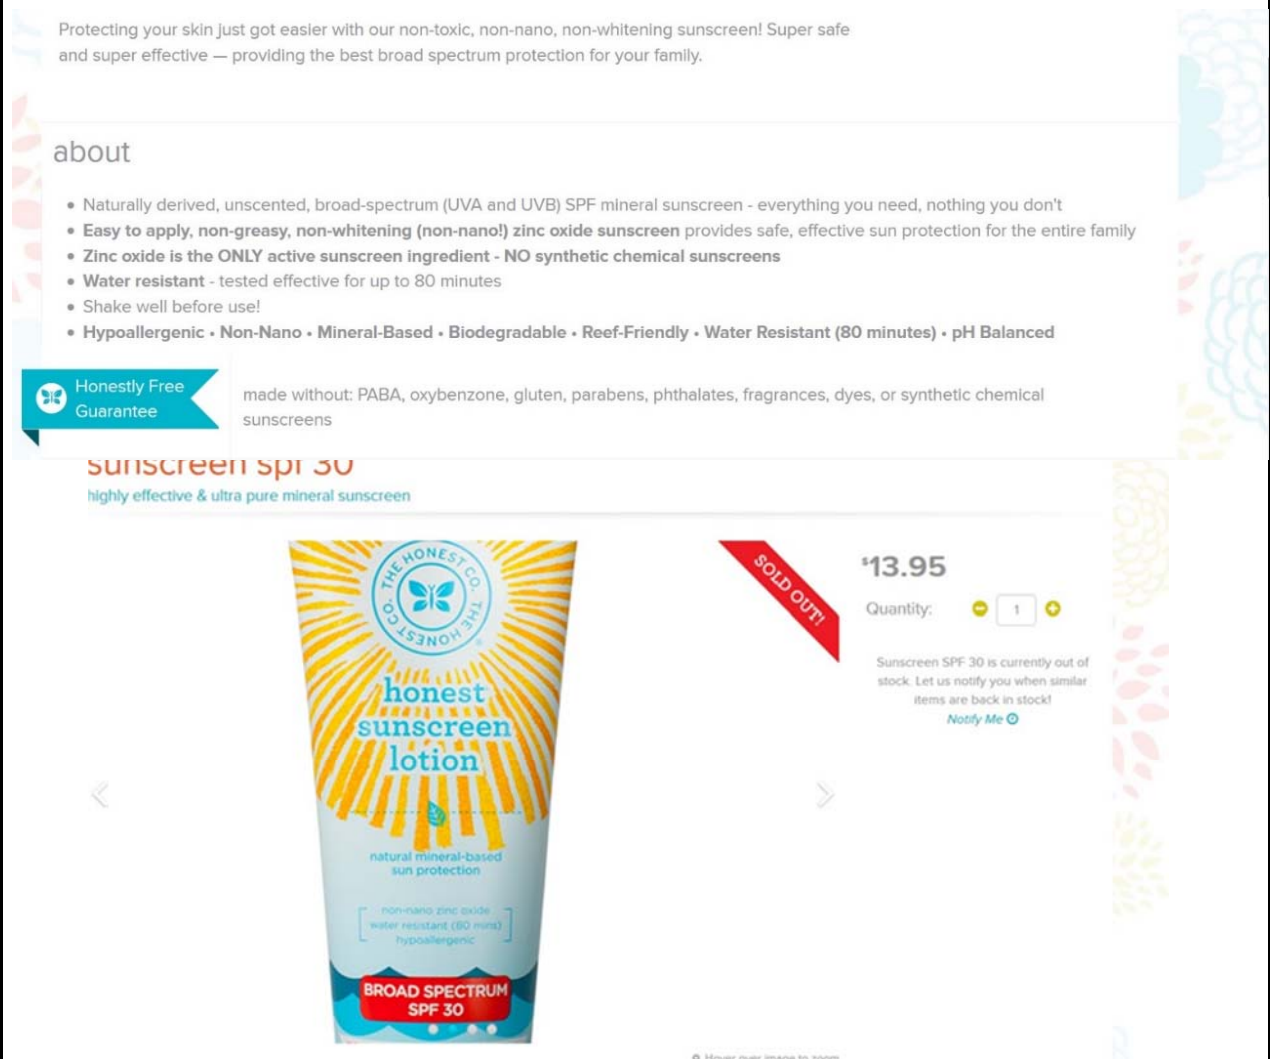 Protecting your skin just got easier with our non-toxic, non-nano, non-whitening sunscreen! Super safe
and super effective — providing the best broad spectrum protection for your family.
about
• Naturally derived, unscented, broad-spectrum (UVA and UVB) SPF mineral sunscreen - everything you need, nothing you don't
• Easy to apply, non-greasy, non-whitening (non-nano!) zinc oxide sunscreen provides safe, effective sun protection for the entire family
• Zinc oxide is the ONLY active sunscreen ingredient - NO synthetic chemical sunscreens
• Water resistant - tested effective for up to 80 minutes
• Shake well before use!
• Hypoallergenic • Non-Nano • Mineral-Based • Biodegradable • Reef-Friendly • Water Resistant (80 minutes) • pH Balanced
Honestly Free
Guarantee
made without: PABA, oxybenzone, gluten, parabens, phthalates, fragrances, dyes, or synthetic chemical
sunscreens
sunscreen spf 30
highly effective & ultra pure mineral sunscreen
THE HONEST CO. THE HONEST CO.
honest
sunscreen
lotion
natural mineral-based
sun protection
non-nano zinc oxide
water resistant (80 mins)
hypoallergenic
BROAD SPECTRUM
SPF 30
SOLD OUT!
$13.95
Quantity: 1
Sunscreen SPF 30 is currently out of
stock. Let us notify you when similar
items are back in stock!
Notify Me
Hover over image to zoom